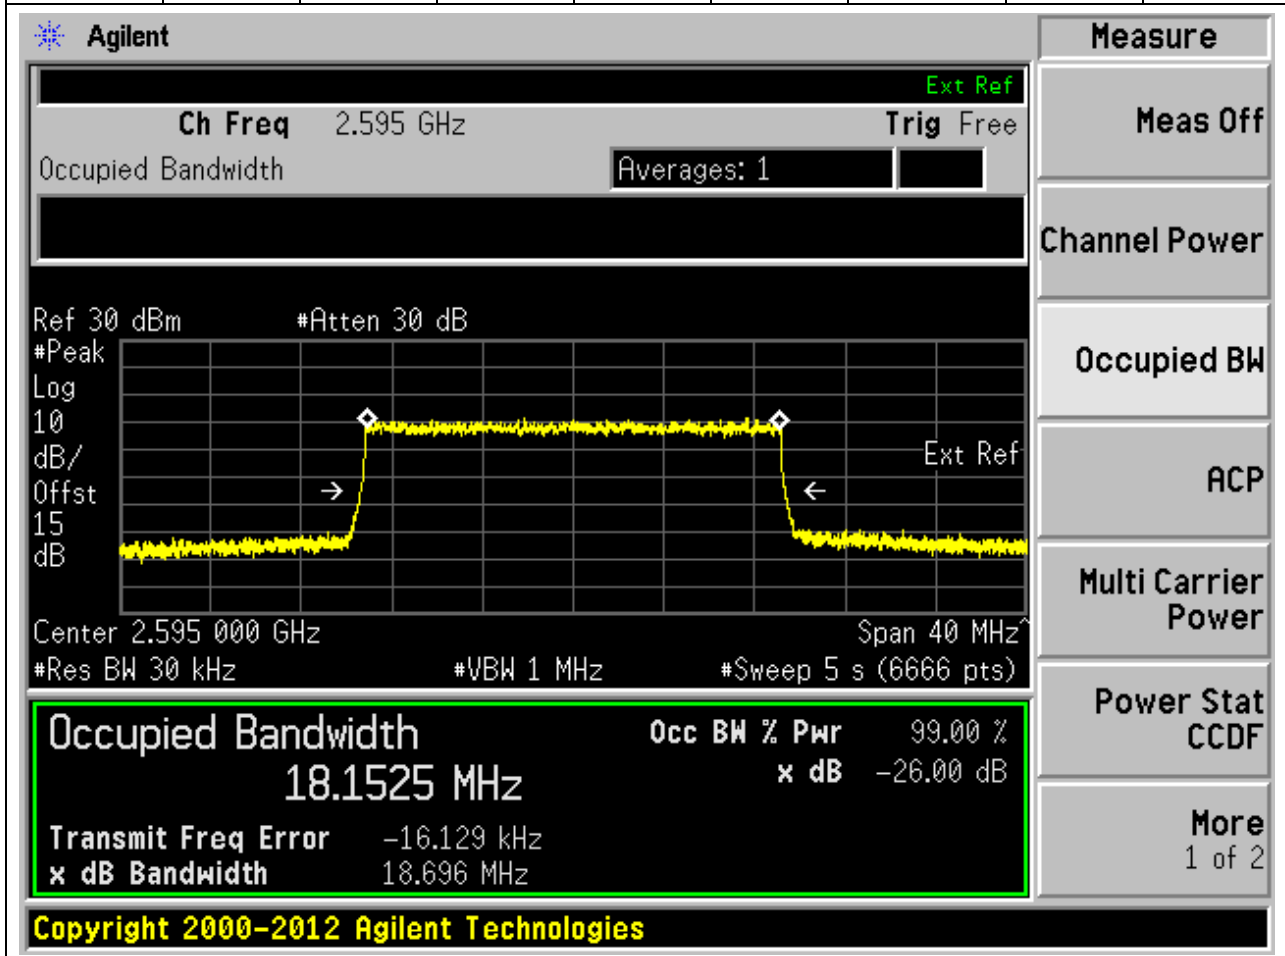 Agilent
Measure
Ext Ref
Ch Freq 2.595 GHz Trig Free
Meas Off
Occupied Bandwidth Averages: 1
Channel Power
Ref 30 dBm #Atten 30 dB
#Peak
Log
10
dB/
Offst
15
dB
Ext Ref
Occupied BW
ACP
Center 2.595 000 GHz Span 40 MHz^
#Res BW 30 kHz #VBW 1 MHz #Sweep 5 s (6666 pts)
Multi Carrier
Power
Occupied Bandwidth Occ BW % Pwr 99.00 %
18.1525 MHz x dB -26.00 dB
Power Stat
CCDF
Transmit Freq Error -16.129 kHz
x dB Bandwidth 18.696 MHz
More
1 of 2
Copyright 2000-2012 Agilent Technologies